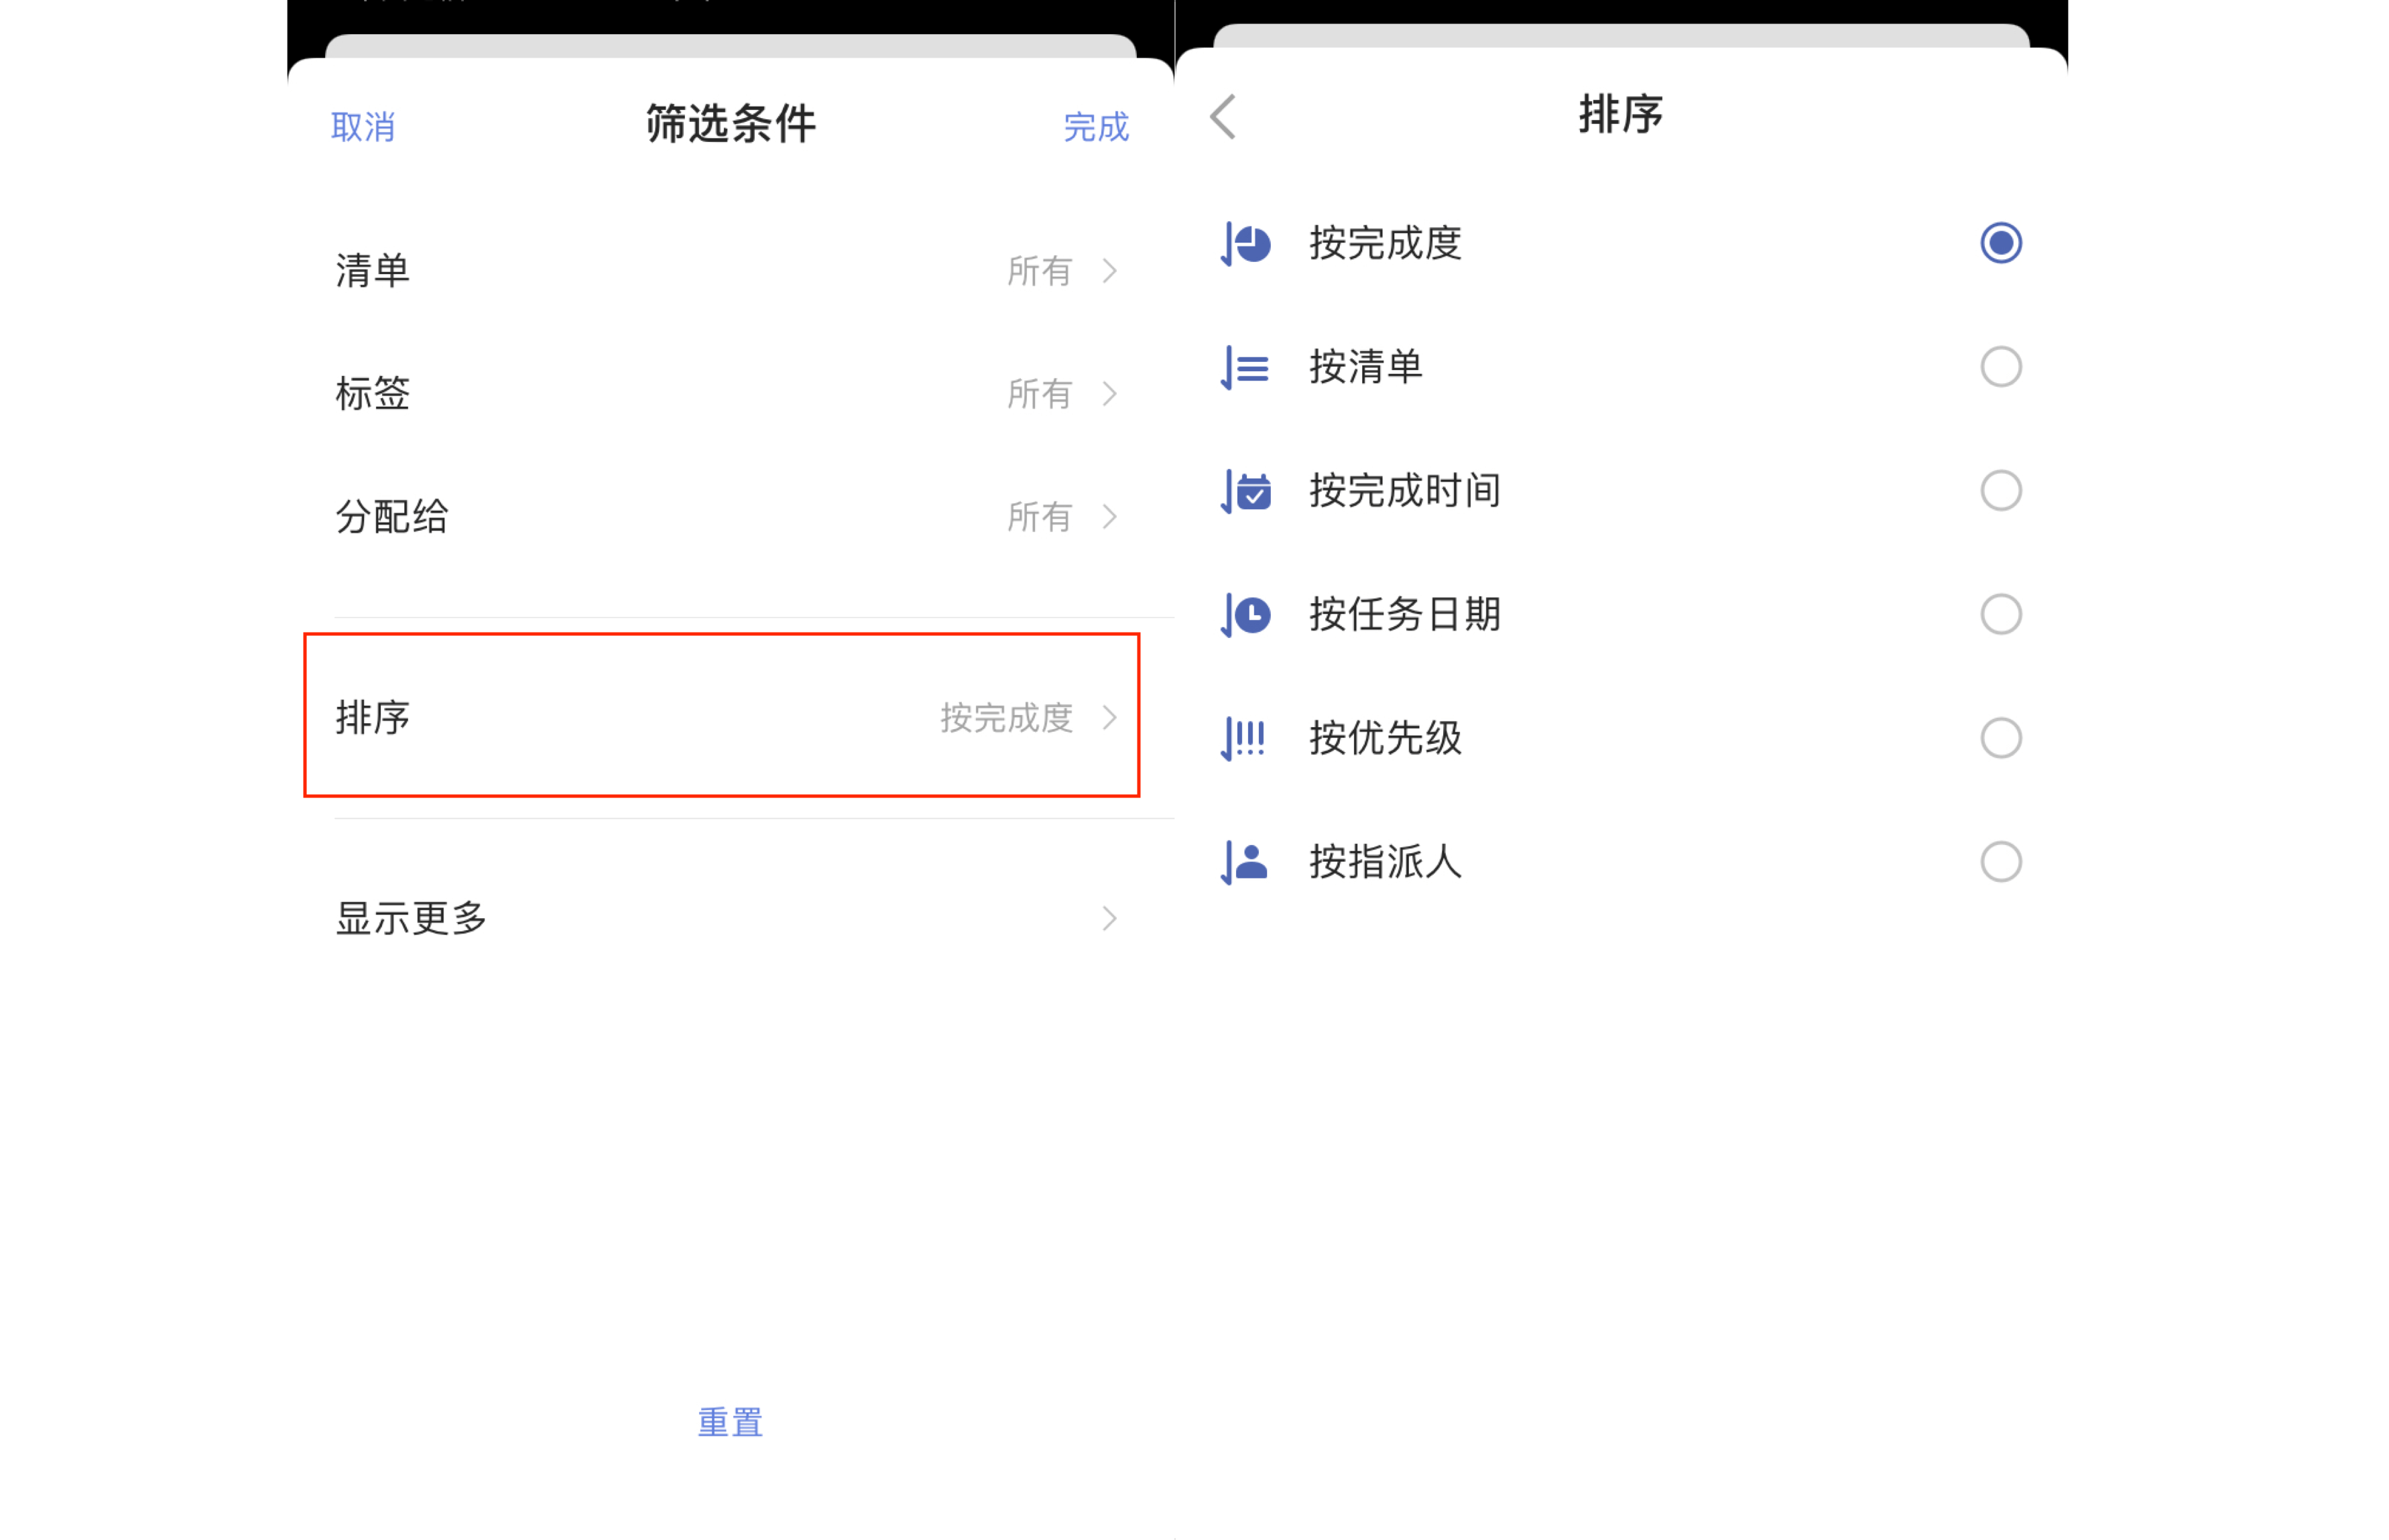 取消
筛选条件
完成
清单
所有
标签
所有
分配给
所有
排序
按完成度
显示更多
重置
排序
按完成度
按清单
按完成时间
按任务日期
按优先级
按指派人